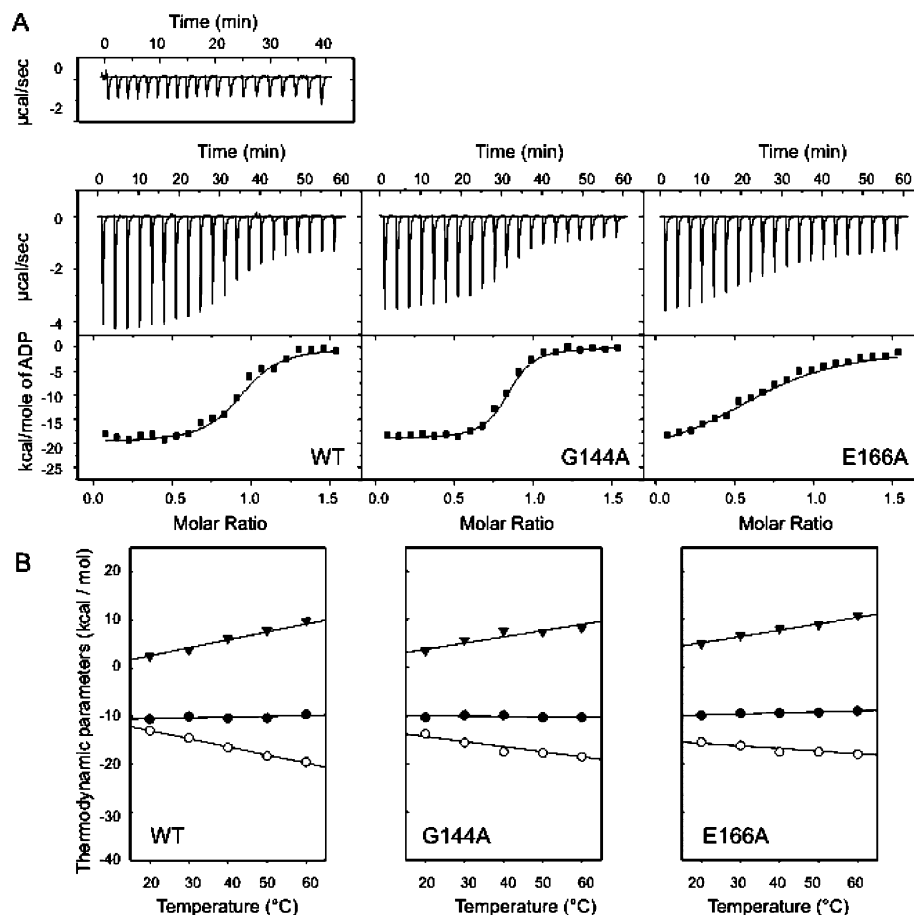 A
Time (min)
0 10 20 30 40
µcal/sec
0
-2
Time (min)
Time (min)
Time (min)
0 10 20 30 40 50 60
0 10 20 30 40 50 60
0 10 20 30 40 50 60
µcal/sec
0
-2
-4
kcal/mole of ADP
0
-5
-10
-15
-20
-25
WT
G144A
E166A
0.0 0.5 1.0 1.5
0.0 0.5 1.0 1.5
0.0 0.5 1.0 1.5
Molar Ratio
Molar Ratio
Molar Ratio
B
Thermodynamic parameters (kcal / mol)
20
10
0
-10
-20
-30
-40
WT
G144A
E166A
20 30 40 50 60
20 30 40 50 60
20 30 40 50 60
Temperature (°C)
Temperature (°C)
Temperature (°C)